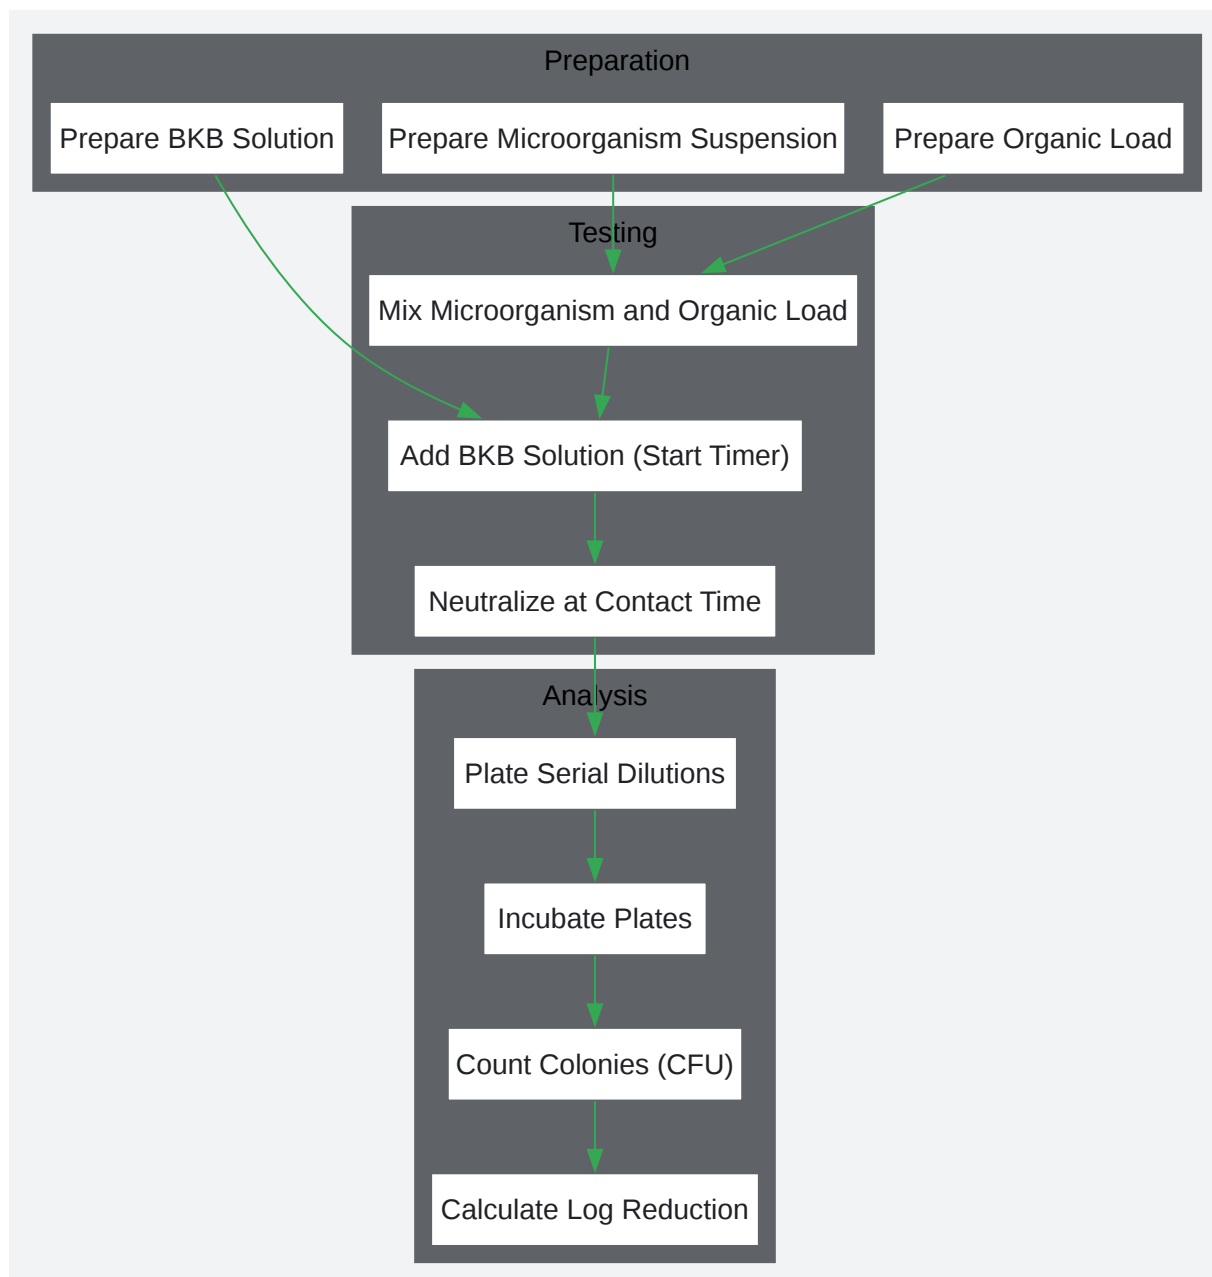 Preparation
Prepare BKB Solution
Prepare Microorganism Suspension
Prepare Organic Load
Testing
Mix Microorganism and Organic Load
Add BKB Solution (Start Timer)
Neutralize at Contact Time
Analysis
Plate Serial Dilutions
Incubate Plates
Count Colonies (CFU)
Calculate Log Reduction